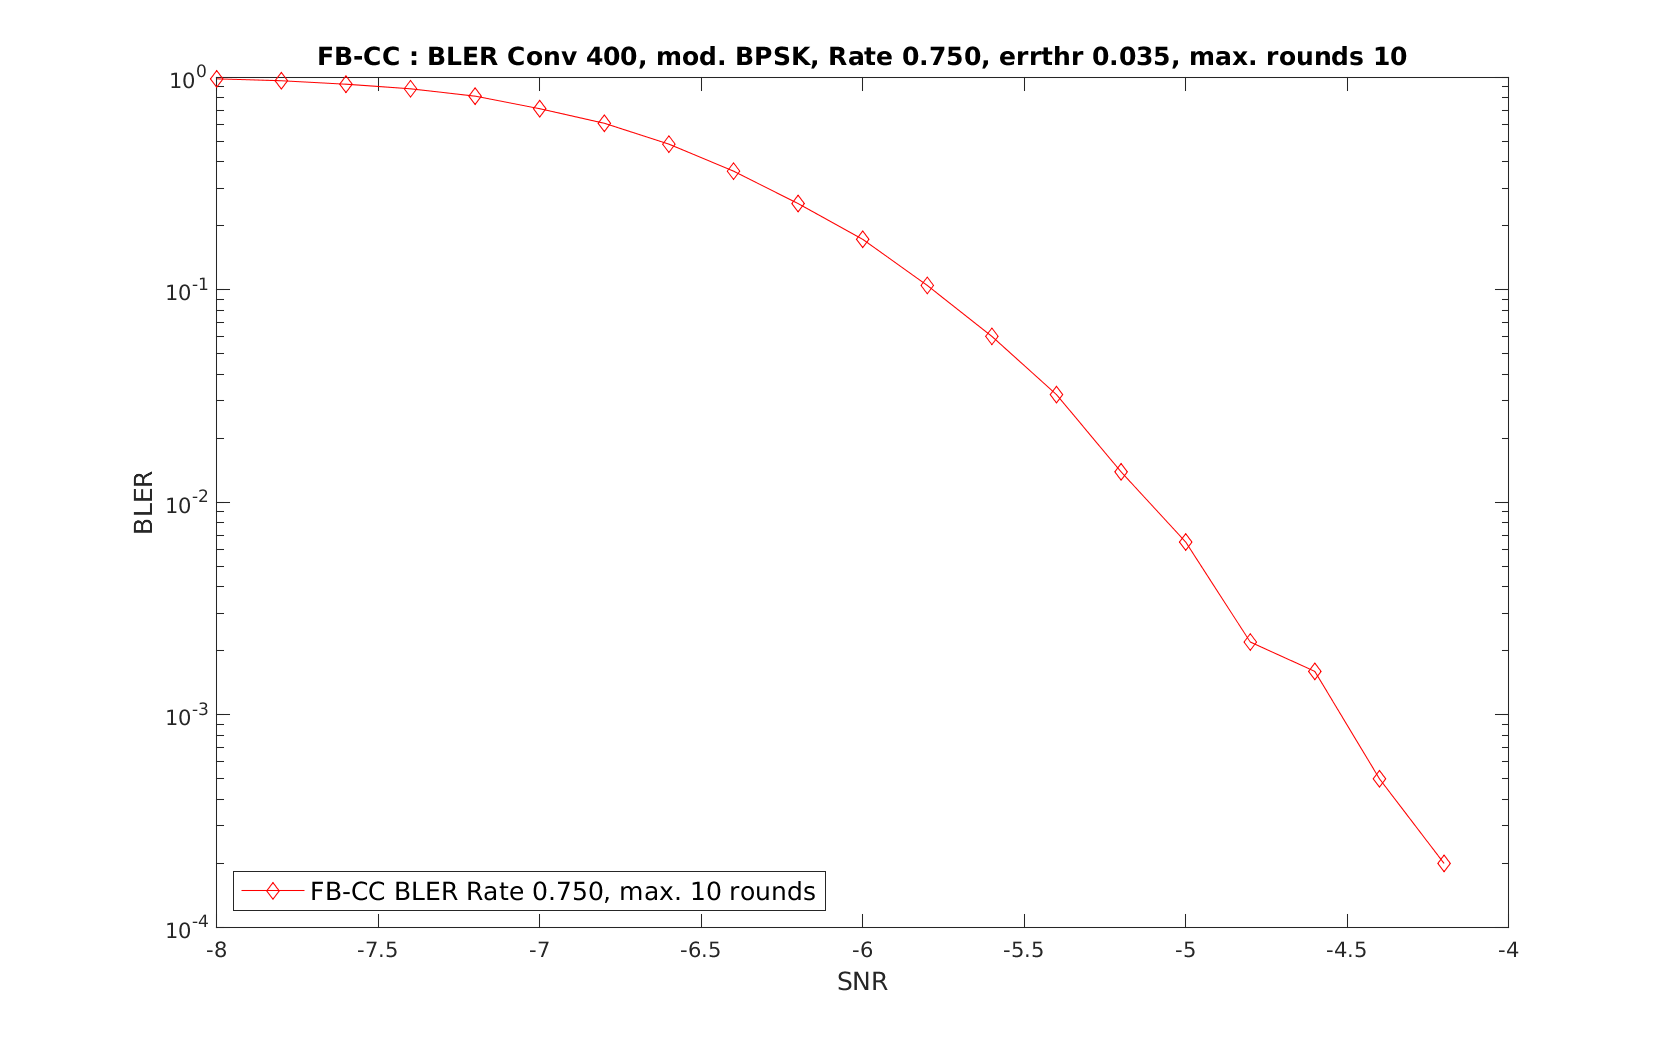 FB-CC : BLER Conv 400, mod. BPSK, Rate 0.750, errthr 0.035, max. rounds 10
10^0
10^-1
10^-2
10^-3
10^-4
BLER
FB-CC BLER Rate 0.750, max. 10 rounds
-8 -7.5 -7 -6.5 -6 -5.5 -5 -4.5 -4
SNR